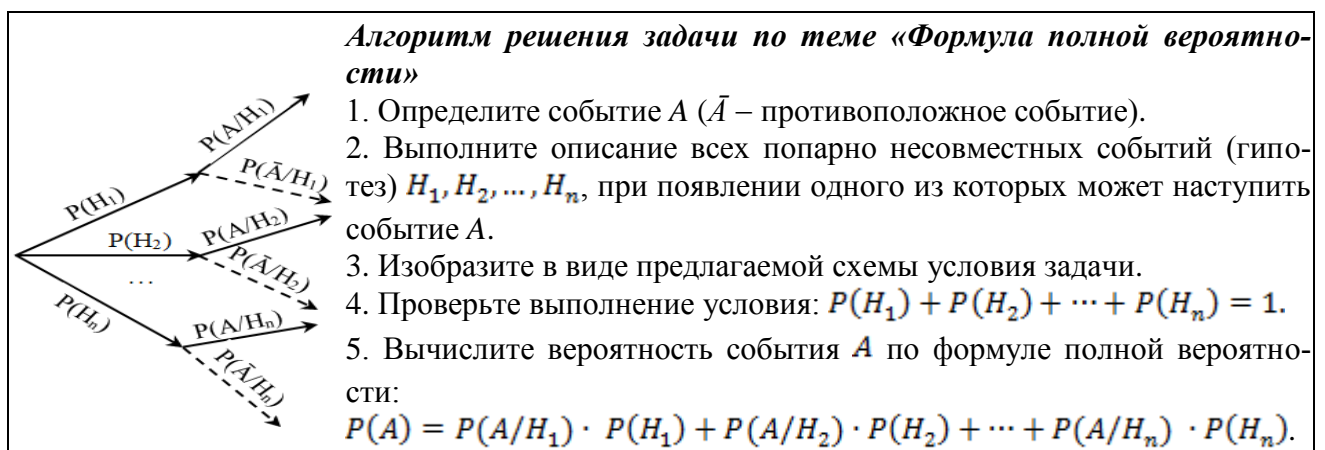 Алгоритм решения задачи по теме «Формула полной вероятно-
сти»
1. Определите событие A (Ā – противоположное событие).
2. Выполните описание всех попарно несовместных событий (гипо-
тез) H₁, H₂, … , Hₙ, при появлении одного из которых может наступить
событие A.
3. Изобразите в виде предлагаемой схемы условия задачи.
4. Проверьте выполнение условия: P(H₁) + P(H₂) + ⋯ + P(Hₙ) = 1.
5. Вычислите вероятность события A по формуле полной вероятно-
сти:
P(A) = P(A/H₁) · P(H₁) + P(A/H₂) · P(H₂) + ⋯ + P(A/Hₙ) · P(Hₙ).
P(H₁)
P(A/H₁)
P(Ā/H₁)
P(H₂)
P(A/H₂)
P(Ā/H₂)
…
P(Hₙ)
P(A/Hₙ)
P(Ā/Hₙ)